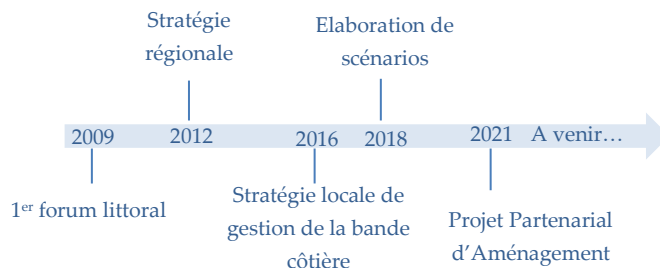 Stratégie
régionale
Elaboration de
scénarios
2009 2012 2016 2018 2021 A venir…
1er forum littoral
Stratégie locale de
gestion de la bande
côtière
Projet Partenarial
d'Aménagement